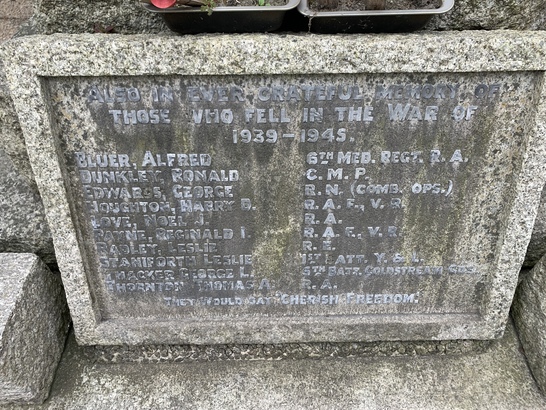 ALSO IN EVER GRATEFUL MEMORY OF
THOSE WHO FELL IN THE WAR OF
1939-1945.
BLUER, ALFRED 6TH MED. REGT. R. A.
DUNKLEY, RONALD C. M. P.
EDWARDS, GEORGE R. N. (COMB. OPS.)
HOUGHTON, HARRY B. R. A. F., V. R.
LOVE, NOEL J. R. A.
REGINALD I. R. A. F., V. R.
RADLEY, LESLIE R. E.
STANIFORTH LESLIE 1ST BATT. Y. & L.
GEORGE L. 5TH BATT. COLDSTREAM GDS.
THORNTON THOMAS A. R. A.
THEY WOULD SAY, CHERISH FREEDOM.